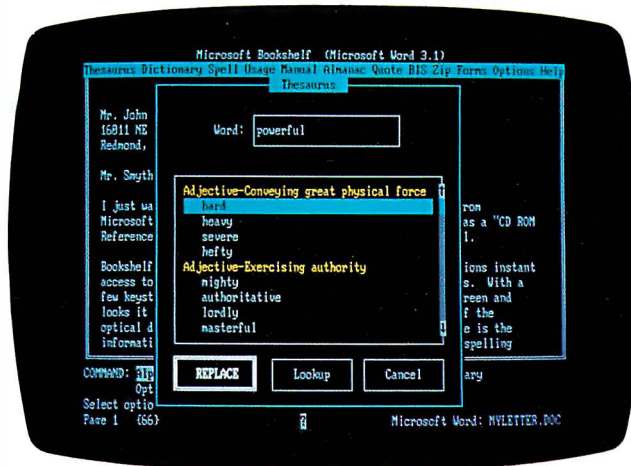 Microsoft Bookshelf (Microsoft Word 3.1)
Thesaurus Dictionary Spell Usage Manual Almanac Quote BIS Zip Forms Options Help
Thesaurus
Mr. John
16011 NE
Redmond,
Word: powerful
Mr. Smyth
Adjective-Conveying great physical force
I just wa hard rom
Microsoft heavy as a "CD ROM
Reference severe l.
hefty
Bookshelf Adjective-Exercising authority ions instant
access to mighty s. With a
few keyst authoritative reen and
looks it lordly f the
optical d masterful e is the
informati spelling
COMMAND: REPLACE Lookup Cancel ary
Opt
Select optio
Page 1 {66} ? Microsoft Word: MYLETTER.DOC